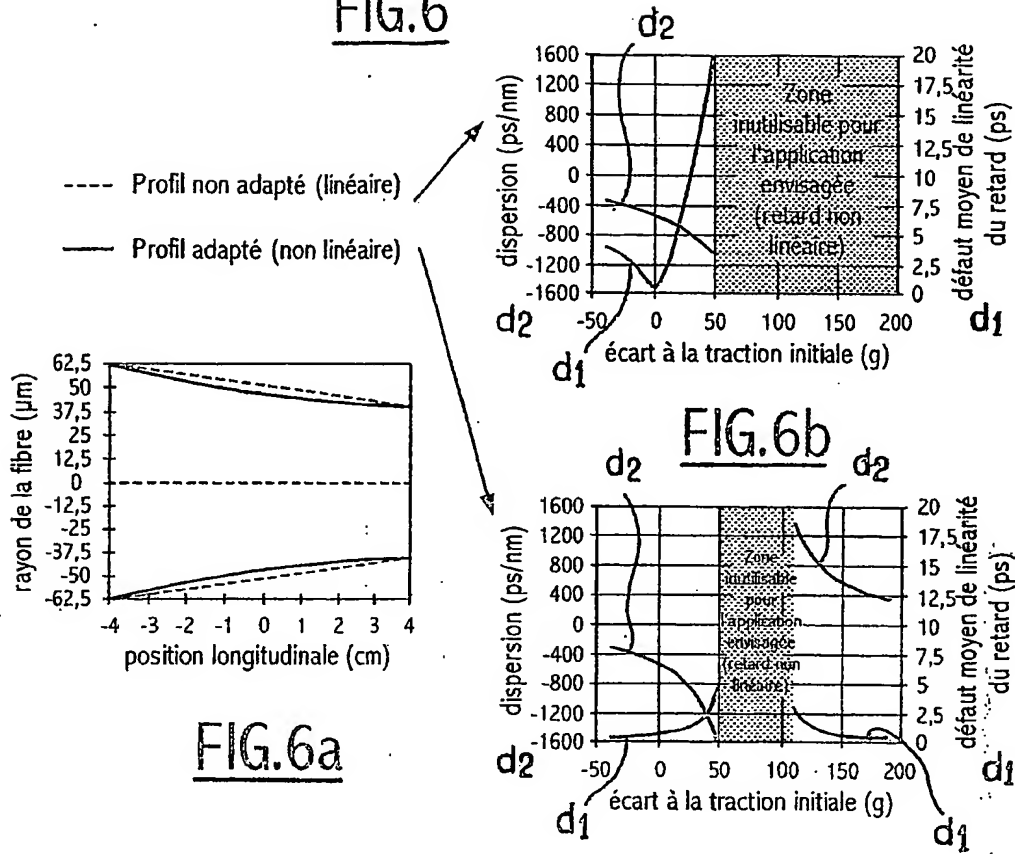 FIG.6
d2
1600
1200
800
400
0
-400
-800
-1200
-1600
dispersion (ps/nm)
d2
-50 0 50 100 150 200
écart à la traction initiale (g)
d1
20
17,5
15
12,5
10
7,5
5
2,5
0
défaut moyen de linéarité
du retard (ps)
d1
Zone
inutilisable pour
l'application
envisagée
(retard non
linéaire)
Profil non adapté (linéaire)
Profil adapté (non linéaire)
62,5
50
37,5
25
12,5
0
-12,5
-25
-37,5
-50
-62,5
rayon de la fibre (µm)
-4 -3 -2 -1 0 1 2 3 4
position longitudinale (cm)
FIG.6a
FIG.6b
d2
d2
1600
1200
800
400
0
-400
-800
-1200
-1600
dispersion (ps/nm)
d2
-50 0 50 100 150 200
écart à la traction initiale (g)
d1
d1
20
17,5
15
12,5
10
7,5
5
2,5
0
défaut moyen de linéarité
du retard (ps)
d1
Zone
inutilisable
pour
l'application
envisagée
(retard non
linéaire)